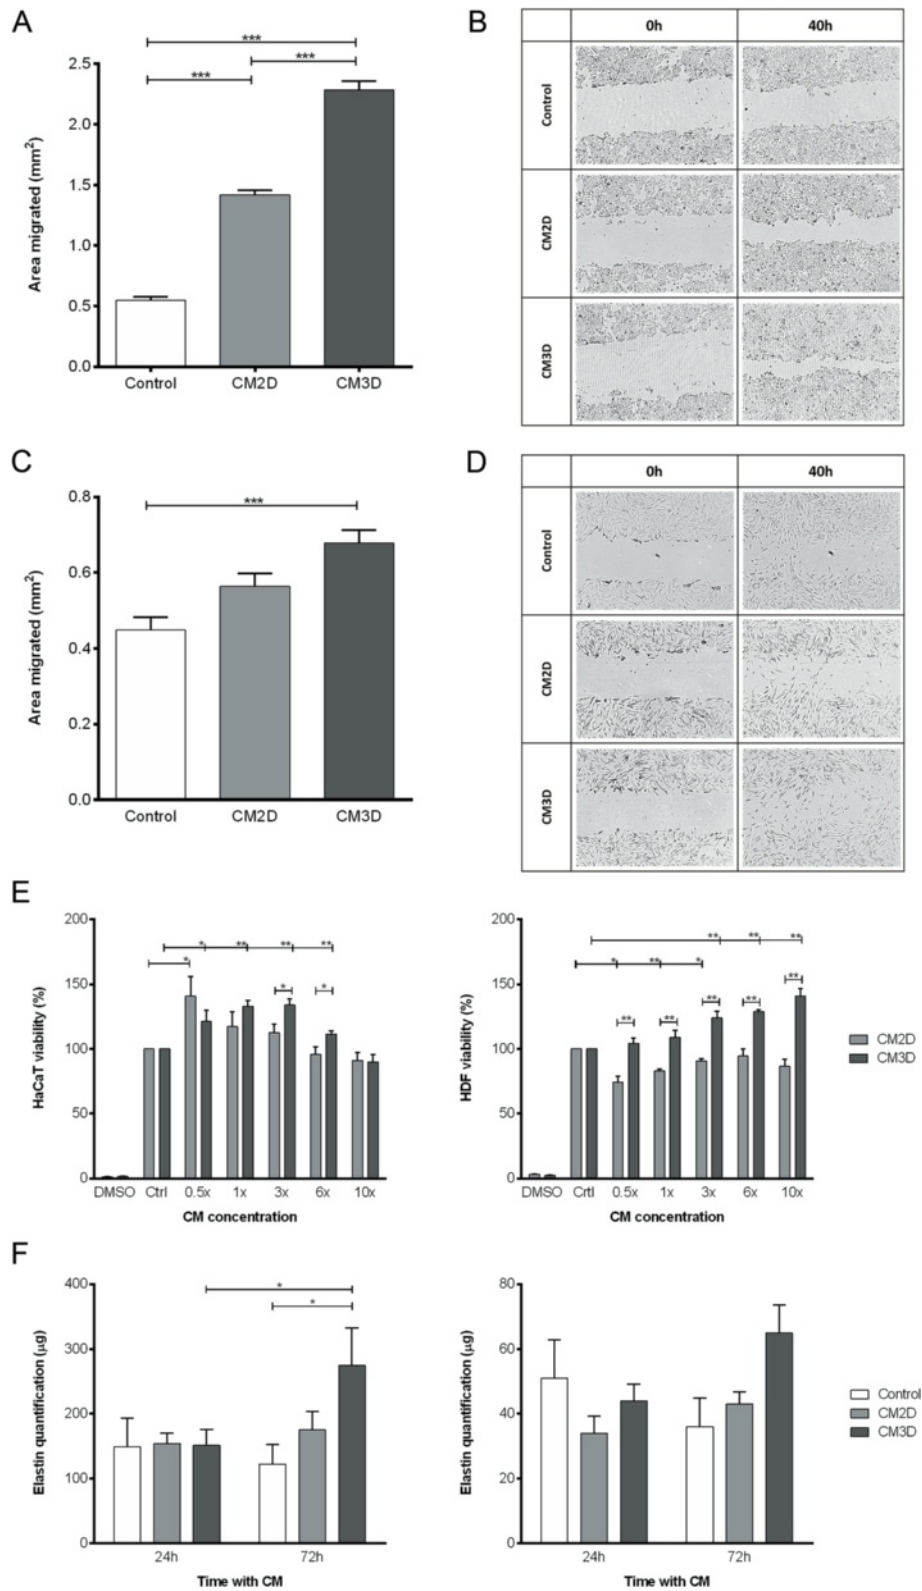 A
***
***
***
Area migrated (mm²)
2.5
2.0
1.5
1.0
0.5
0.0
Control CM2D CM3D
B
0h 40h
Control
CM2D
CM3D
C
***
Area migrated (mm²)
0.8
0.6
0.4
0.2
0.0
Control CM2D CM3D
D
0h 40h
Control
CM2D
CM3D
E
HaCaT viability (%)
200
150
100
50
0
* ** ** **
*
* *
DMSO Ctrl 0.5x 1x 3x 6x 10x
CM concentration
HDF viability (%)
200
150
100
50
0
** ** **
* ** *
** ** ** ** **
DMSO Crtl 0.5x 1x 3x 6x 10x
CM concentration
CM2D
CM3D
F
Elastin quantification (µg)
400
300
200
100
0
*
*
24h 72h
Time with CM
Elastin quantification (µg)
80
60
40
20
0
24h 72h
Time with CM
Control
CM2D
CM3D